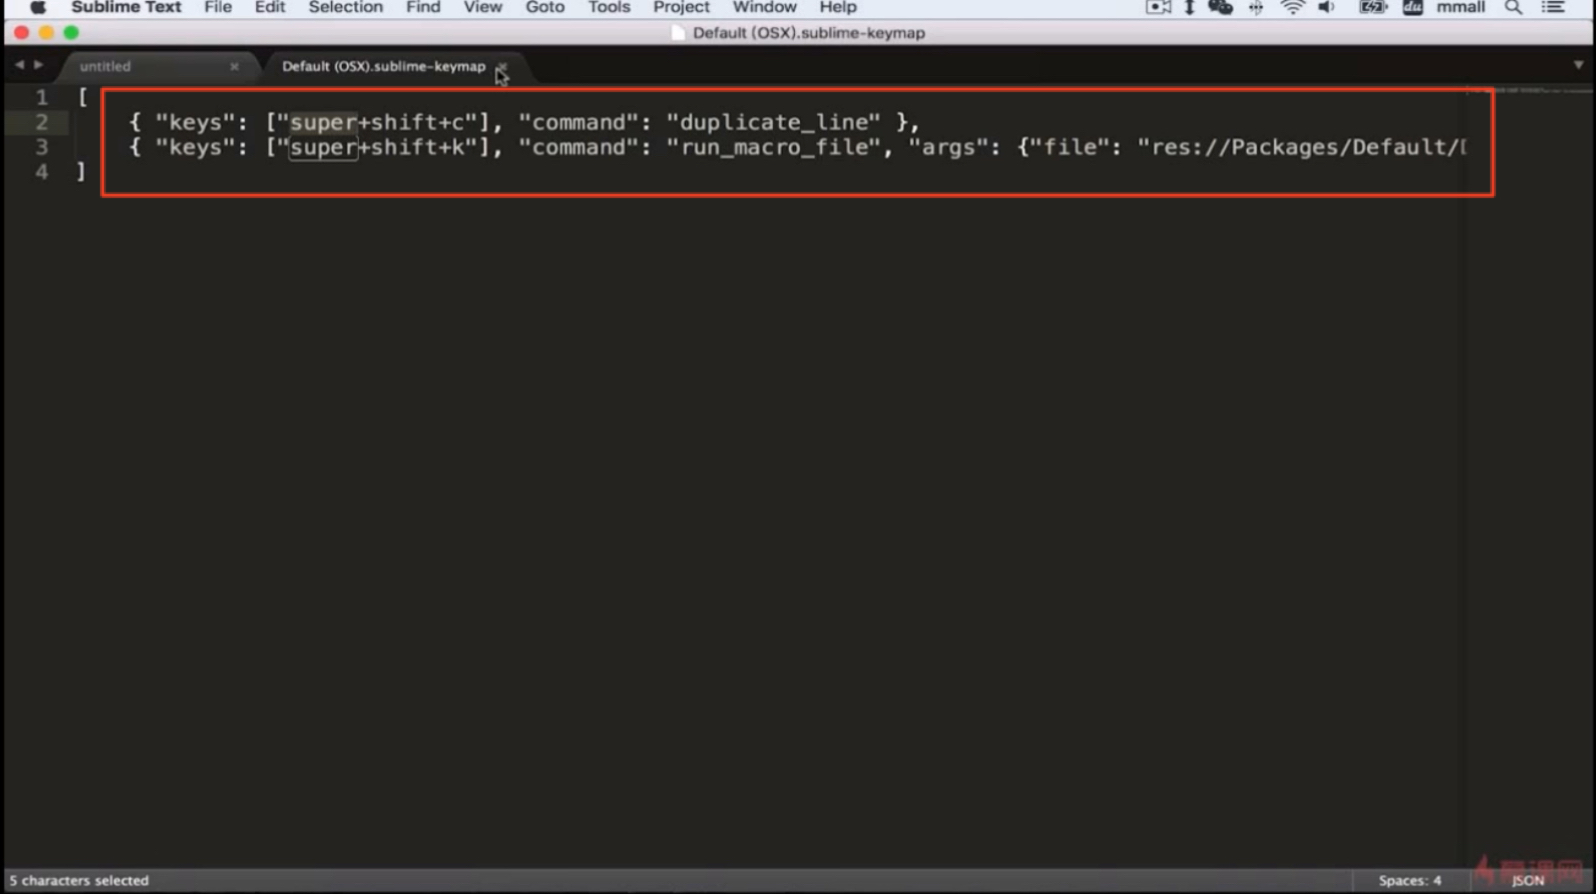 Sublime Text File Edit Selection Find View Goto Tools Project Window Help mmall
Default (OSX).sublime-keymap
untitled Default (OSX).sublime-keymap
1 [
2 { "keys": ["super+shift+c"], "command": "duplicate_line" },
3 { "keys": ["super+shift+k"], "command": "run_macro_file", "args": {"file": "res://Packages/Default/D
4 ]
5 characters selected Spaces: 4 JSON